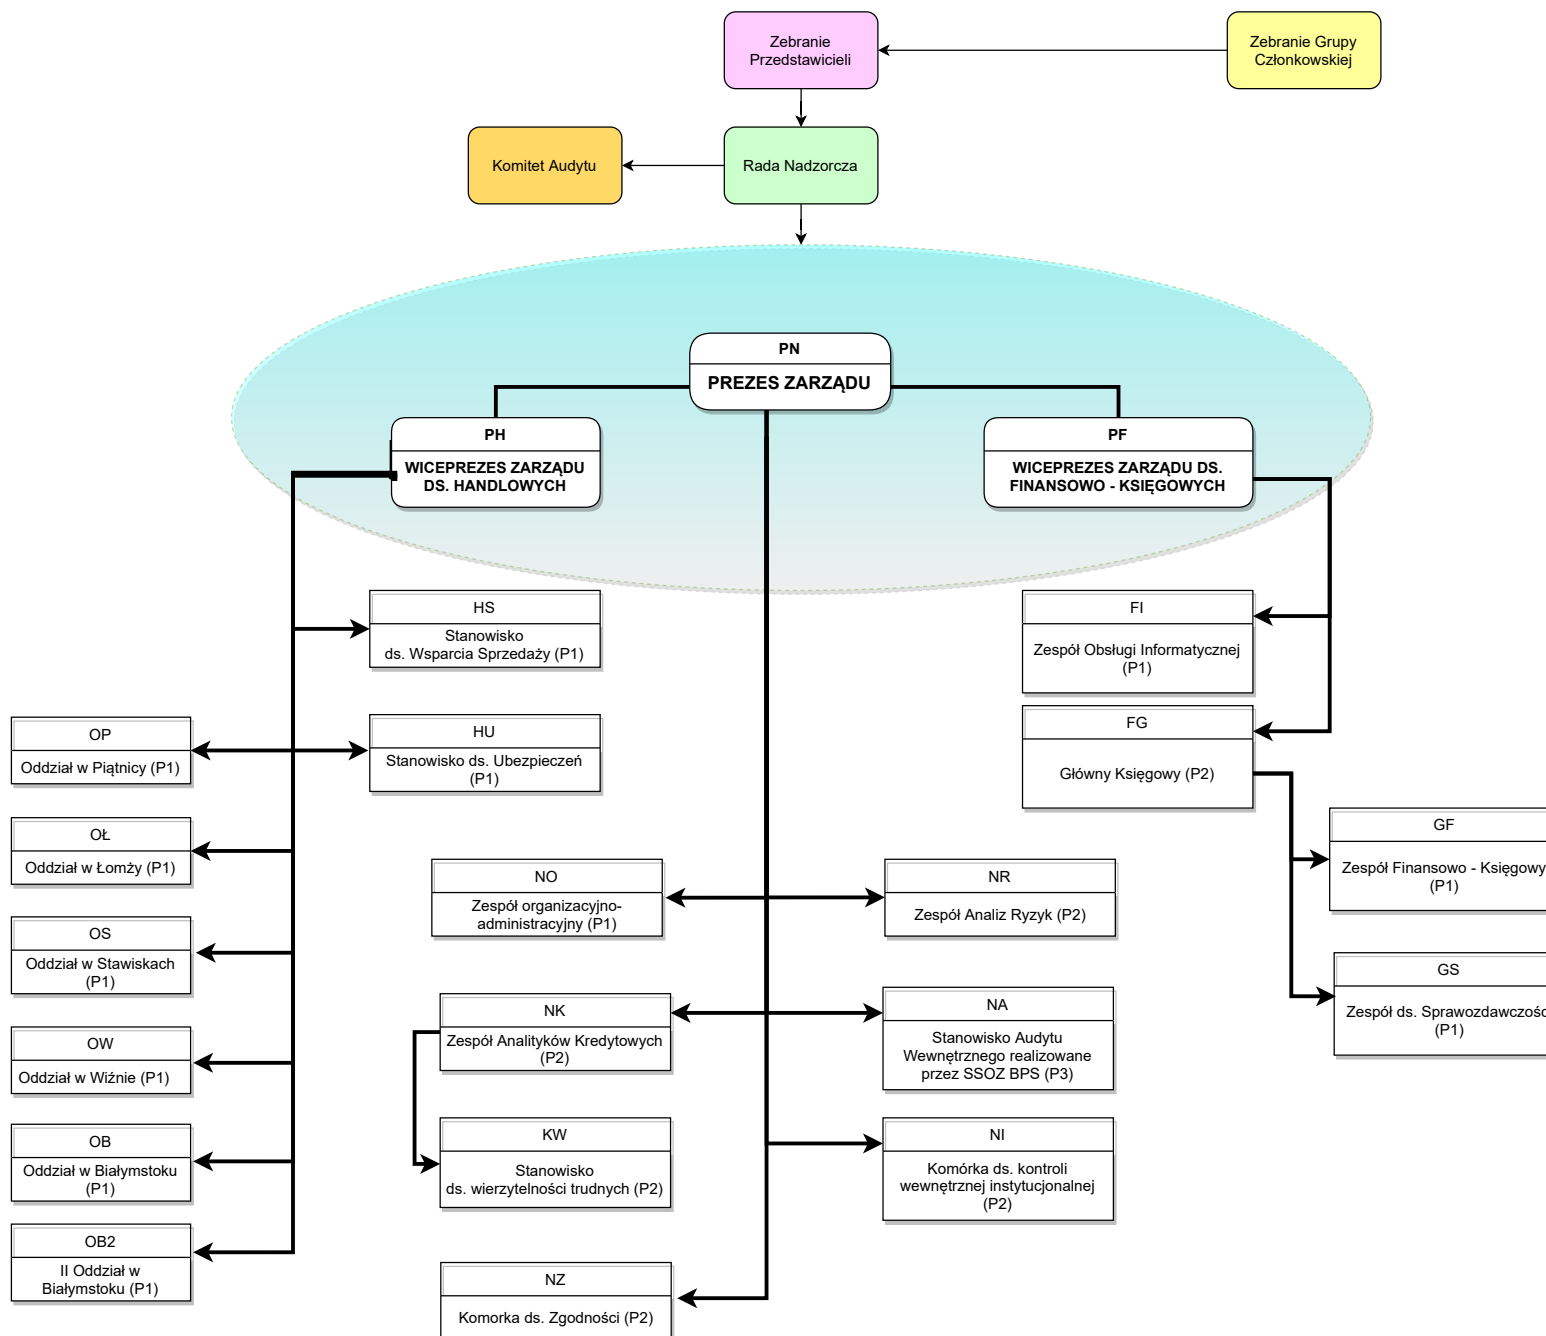 Zebranie
Przedstawicieli
Zebranie Grupy
Członkowskiej
Komitet Audytu
Rada Nadzorcza
PN
PREZES ZARZĄDU
PH
WICEPREZES ZARZĄDU
DS. HANDLOWYCH
PF
WICEPREZES ZARZĄDU DS.
FINANSOWO - KSIĘGOWYCH
HS
Stanowisko
ds. Wsparcia Sprzedaży (P1)
FI
Zespół Obsługi Informatycznej
(P1)
OP
Oddział w Piątnicy (P1)
HU
Stanowisko ds. Ubezpieczeń
(P1)
FG
Główny Księgowy (P2)
OŁ
Oddział w Łomży (P1)
GF
Zespół Finansowo - Księgowy
(P1)
NO
Zespół organizacyjno-
administracyjny (P1)
NR
Zespół Analiz Ryzyk (P2)
OS
Oddział w Stawiskach
(P1)
GS
Zespół ds. Sprawozdawczośc
(P1)
NK
Zespół Analityków Kredytowych
(P2)
NA
Stanowisko Audytu
Wewnętrznego realizowane
przez SSOZ BPS (P3)
OW
Oddział w Wiźnie (P1)
OB
Oddział w Białymstoku
(P1)
KW
Stanowisko
ds. wierzytelności trudnych (P2)
NI
Komórka ds. kontroli
wewnętrznej instytucjonalnej
(P2)
OB2
II Oddział w
Białymstoku (P1)
NZ
Komorka ds. Zgodności (P2)